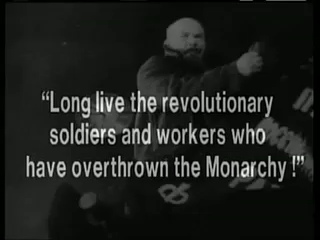 “Long live the revolutionary
soldiers and workers who
have overthrown the Monarchy !”